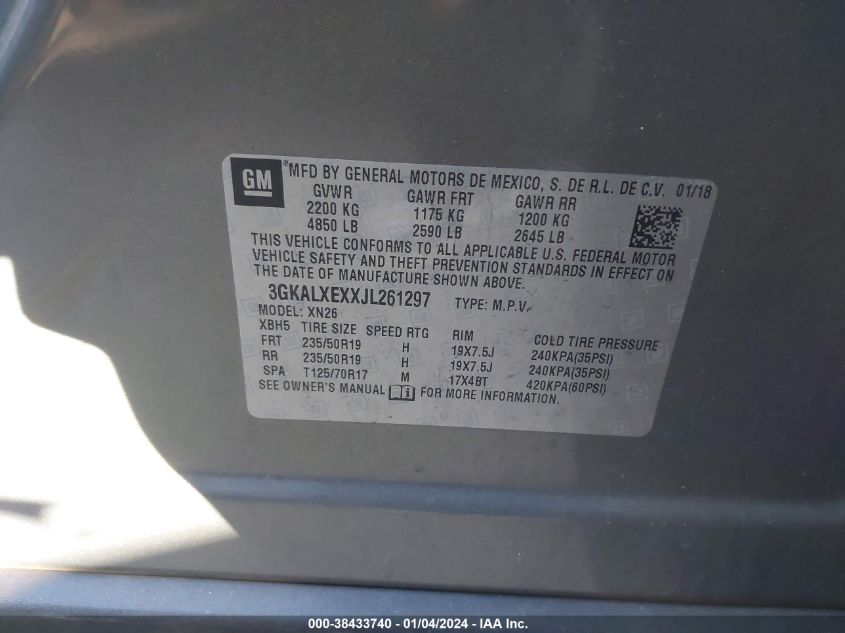 GM ®MFD BY GENERAL MOTORS DE MEXICO, S. DE R.L. DE C.V. 01/18
GVWR GAWR FRT GAWR RR
2200 KG 1175 KG 1200 KG
4850 LB 2590 LB 2645 LB
THIS VEHICLE CONFORMS TO ALL APPLICABLE U.S. FEDERAL MOTOR
VEHICLE SAFETY AND THEFT PREVENTION STANDARDS IN EFFECT ON
THE DATE OF MANUFACTURE SHOWN ABOVE.
3GKALXEXXJL261297 TYPE: M.P.V.
MODEL: XN26
XBH5 TIRE SIZE SPEED RTG RIM COLD TIRE PRESSURE
FRT 235/50R19 H 19X7.5J 240KPA(35PSI)
RR 235/50R19 H 19X7.5J 240KPA(35PSI)
SPA T125/70R17 M 17X4BT 420KPA(60PSI)
SEE OWNER'S MANUAL FOR MORE INFORMATION.
000-38433740 - 01/04/2024 - IAA Inc.